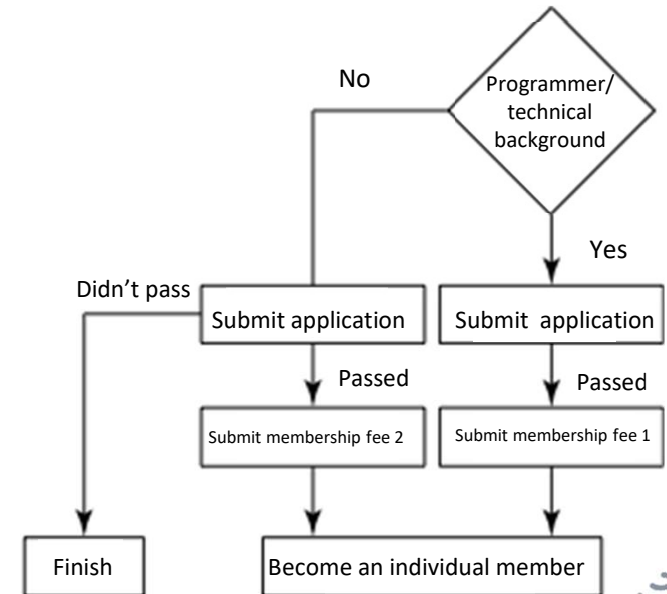 No
Programmer/
technical
background
Yes
Didn't pass
Submit application
Submit application
Passed
Passed
Submit membership fee 2
Submit membership fee 1
Finish
Become an individual member